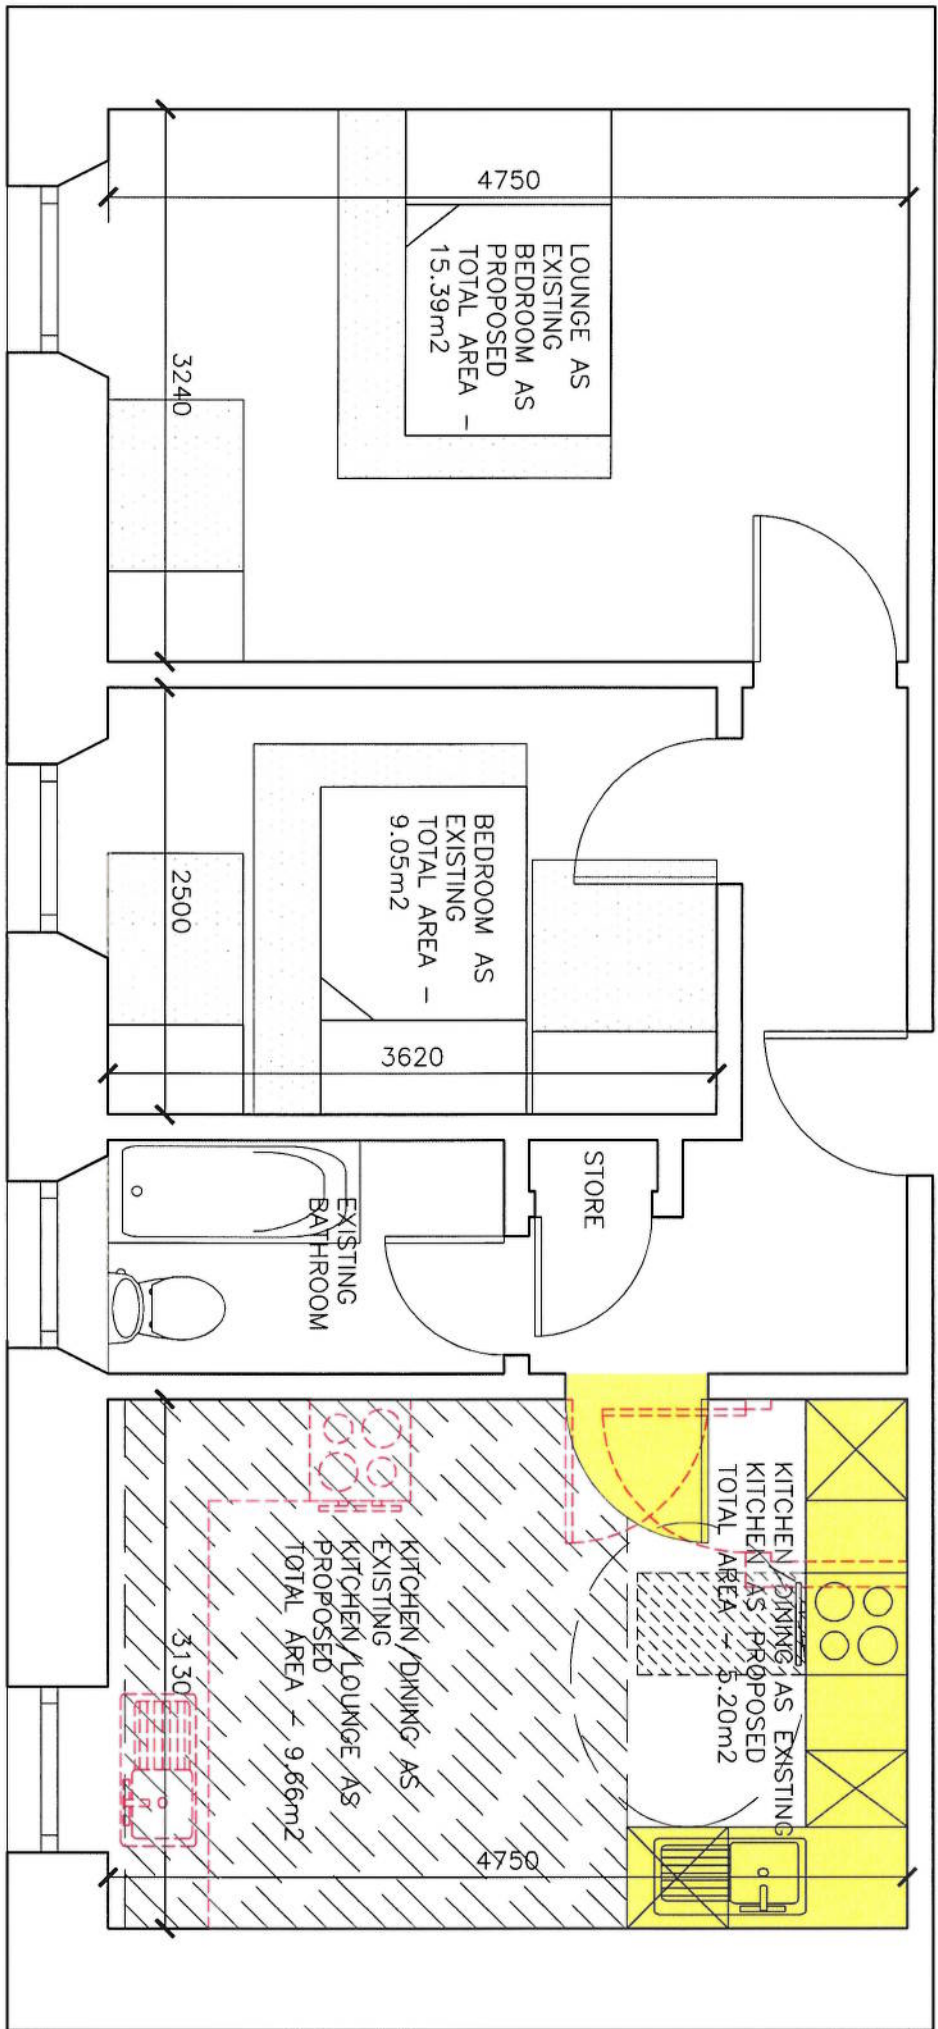 4750
LOUNGE AS
EXISTING
BEDROOM AS
PROPOSED
TOTAL AREA –
15.39m2
3240
BEDROOM AS
EXISTING
TOTAL AREA –
9.05m2
2500
3620
STORE
EXISTING
BATHROOM
KITCHEN/DINING AS EXISTING
KITCHEN AS PROPOSED
TOTAL AREA – 5.20m2
KITCHEN/DINING AS
EXISTING
KITCHEN/LOUNGE AS
PROPOSED
TOTAL AREA – 9.66m2
3130
4750